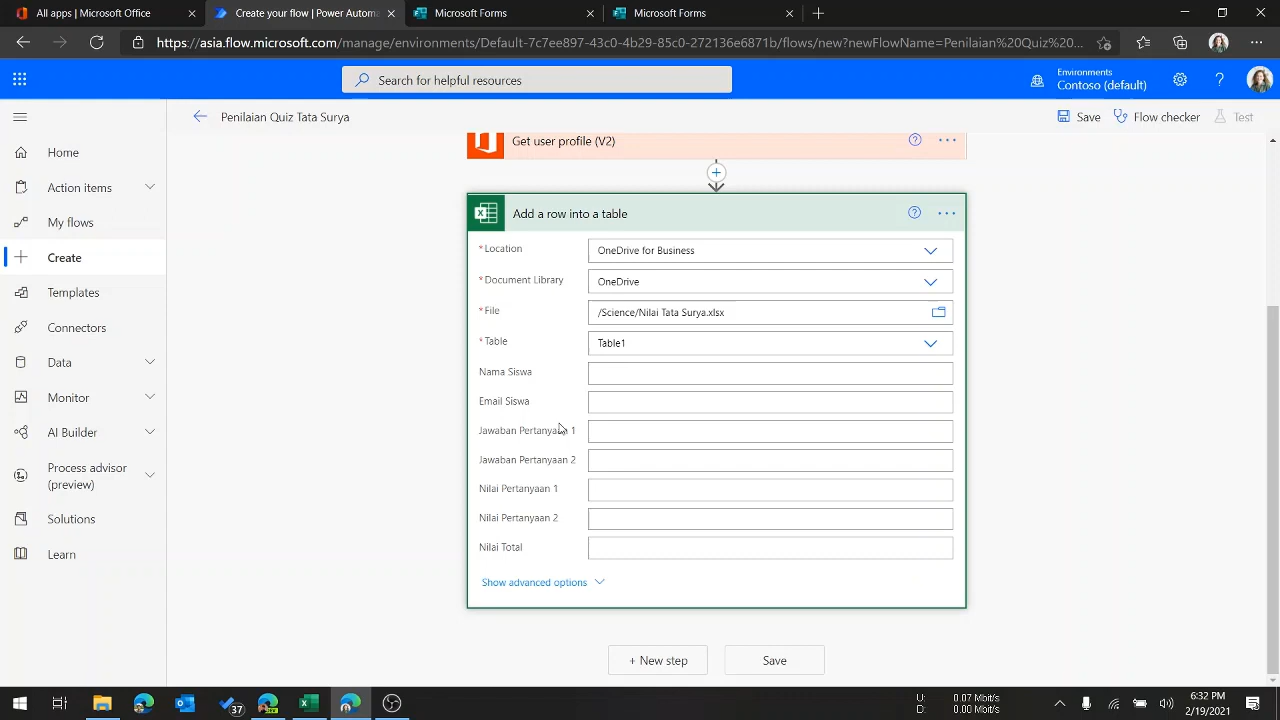 All apps | Microsoft Office
Create your flow | Power Automa
Microsoft Forms
Microsoft Forms
https://asia.flow.microsoft.com/manage/environments/Default-7c7ee897-43c0-4b29-85c0-272136e6871b/flows/new?newFlowName=Penilaian%20Quiz%20...
Search for helpful resources
Environments
Contoso (default)
Penilaian Quiz Tata Surya
Save
Flow checker
Test
Home
Action items
My flows
Create
Templates
Connectors
Data
Monitor
AI Builder
Process advisor
(preview)
Solutions
Learn
Get user profile (V2)
Add a row into a table
* Location
OneDrive for Business
* Document Library
OneDrive
* File
/Science/Nilai Tata Surya.xlsx
* Table
Table1
Nama Siswa
Email Siswa
Jawaban Pertanyaan 1
Jawaban Pertanyaan 2
Nilai Pertanyaan 1
Nilai Pertanyaan 2
Nilai Total
Show advanced options
+ New step
Save
37
U: 0.07 Mbit/s
D: 0.00 Mbit/s
6:32 PM
2/19/2021